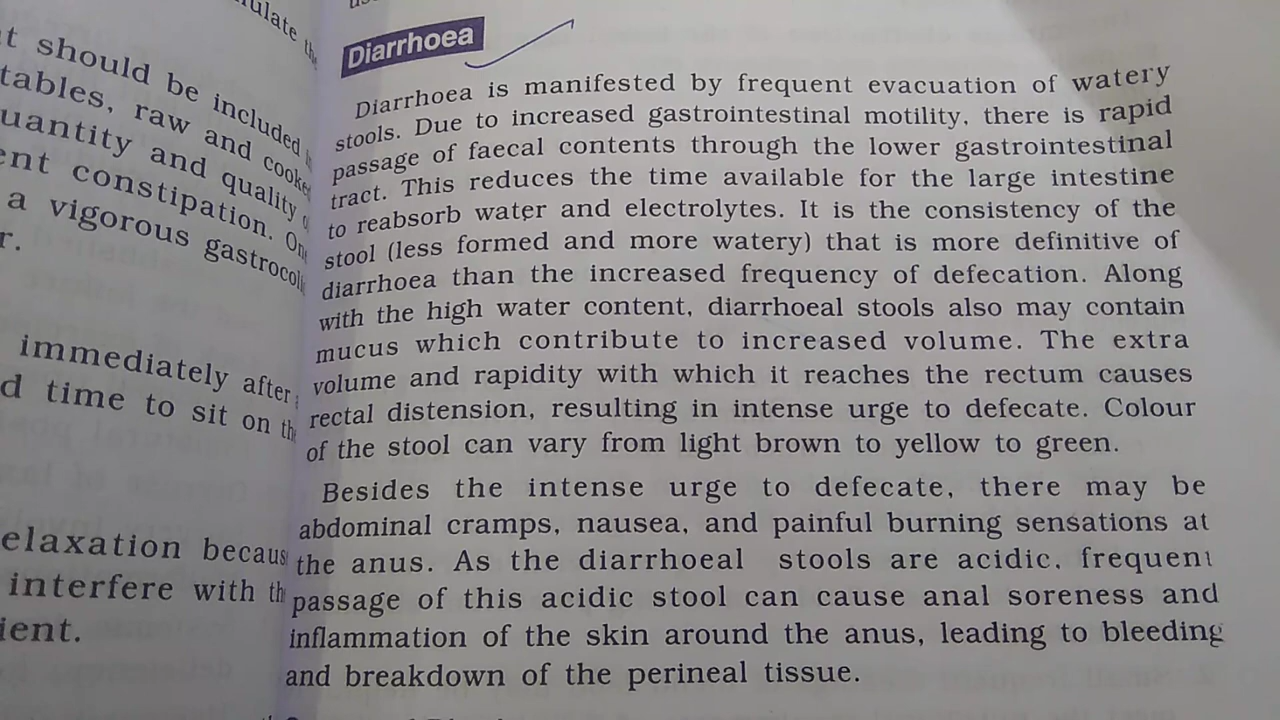 ulate the
t should be included
tables, raw and cooke
uantity and quality
ent constipation. One
a vigorous gastrocoli
r.
immediately after
d time to sit on the
elaxation becaus
interfere with th
ient.
Diarrhoea
Diarrhoea is manifested by frequent evacuation of watery
stools. Due to increased gastrointestinal motility, there is rapid
passage of faecal contents through the lower gastrointestinal
tract. This reduces the time available for the large intestine
to reabsorb water and electrolytes. It is the consistency of the
stool (less formed and more watery) that is more definitive of
diarrhoea than the increased frequency of defecation. Along
with the high water content, diarrhoeal stools also may contain
mucus which contribute to increased volume. The extra
volume and rapidity with which it reaches the rectum causes
rectal distension, resulting in intense urge to defecate. Colour
of the stool can vary from light brown to yellow to green.
Besides the intense urge to defecate, there may be
abdominal cramps, nausea, and painful burning sensations at
the anus. As the diarrhoeal stools are acidic, frequent
passage of this acidic stool can cause anal soreness and
inflammation of the skin around the anus, leading to bleeding
and breakdown of the perineal tissue.